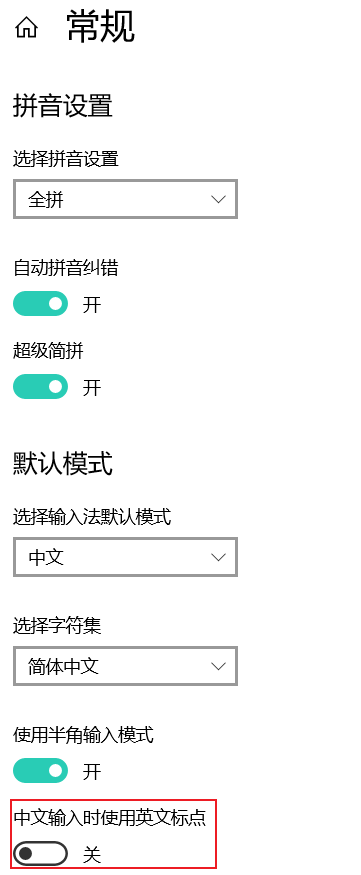 常规
拼音设置
选择拼音设置
全拼
自动拼音纠错
开
超级简拼
开
默认模式
选择输入法默认模式
中文
选择字符集
简体中文
使用半角输入模式
开
中文输入时使用英文标点
关